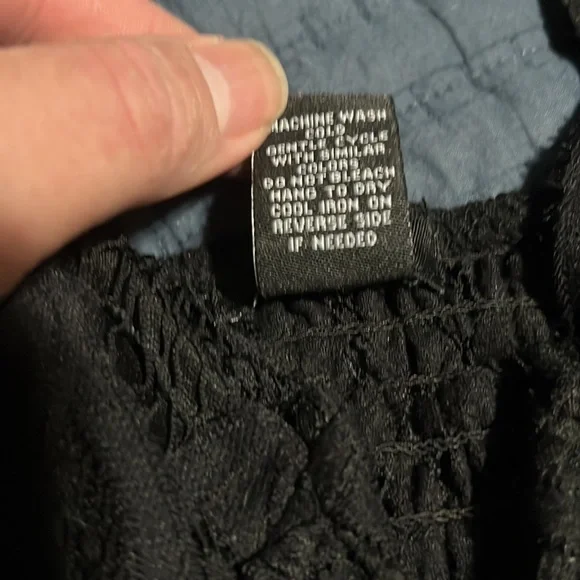 MACHINE WASH
COLD
GENTLE CYCLE
WITH SIMILAR
COLORS
DO NOT BLEACH
HANG TO DRY
COOL IRON ON
REVERSE SIDE
IF NEEDED